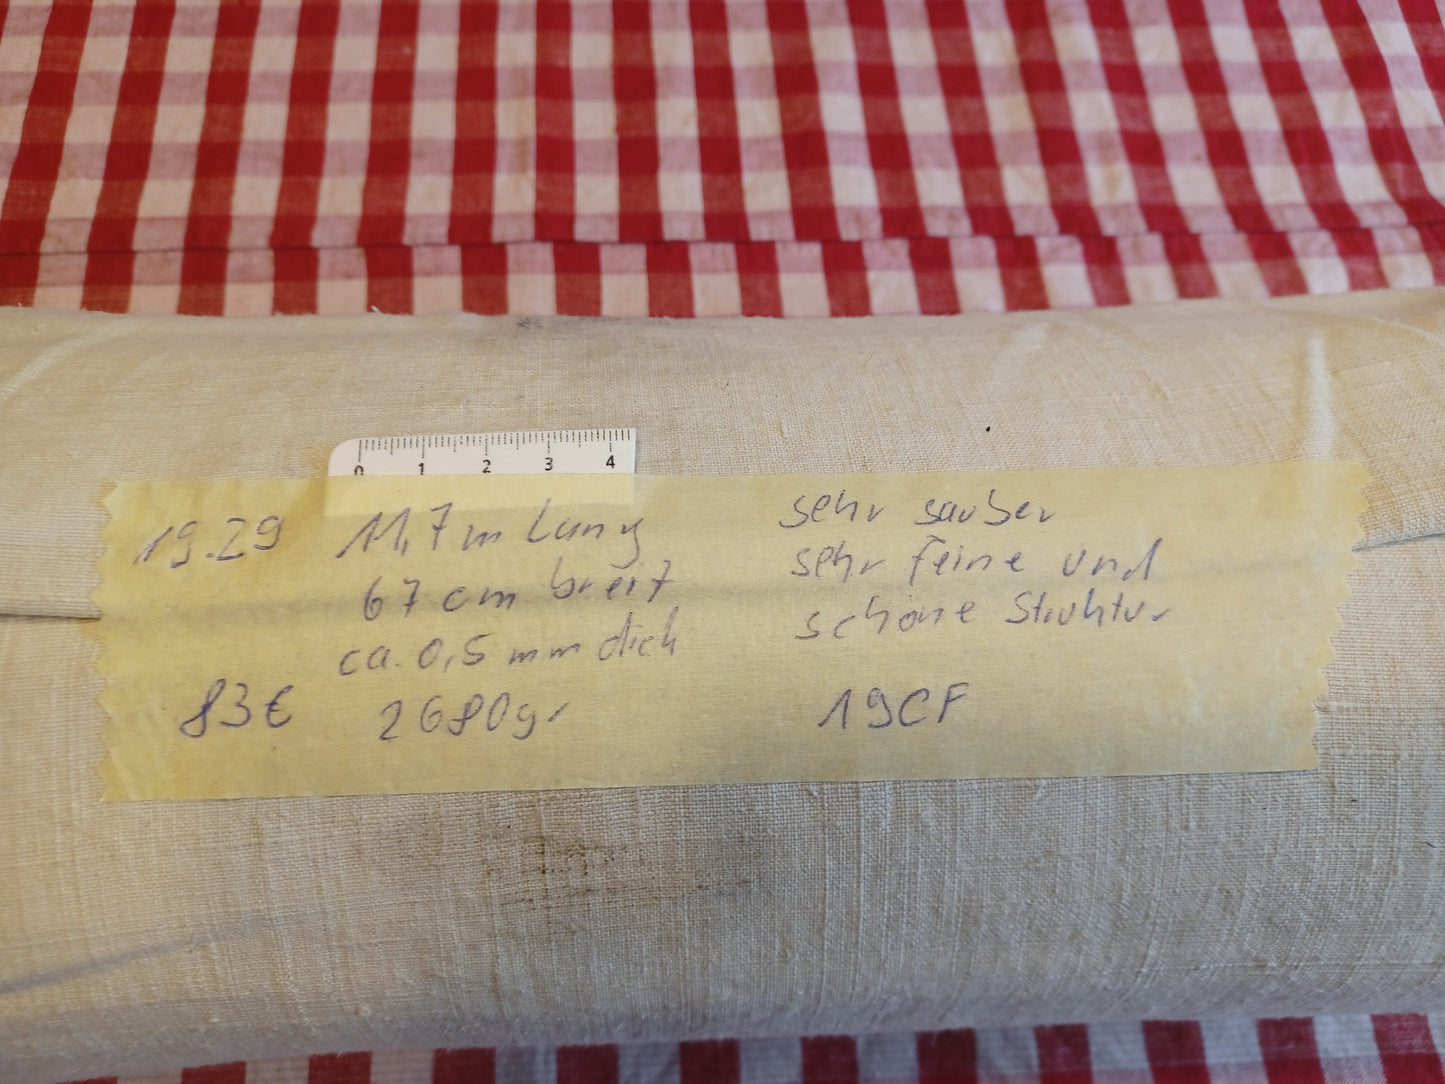 0 1 2 3 4
19.29 11,7m Lang sehr sauber
67 cm breit sehr feine und
ca. 0,5 mm dick schöne Struktur
83€ 2680gr 19CF